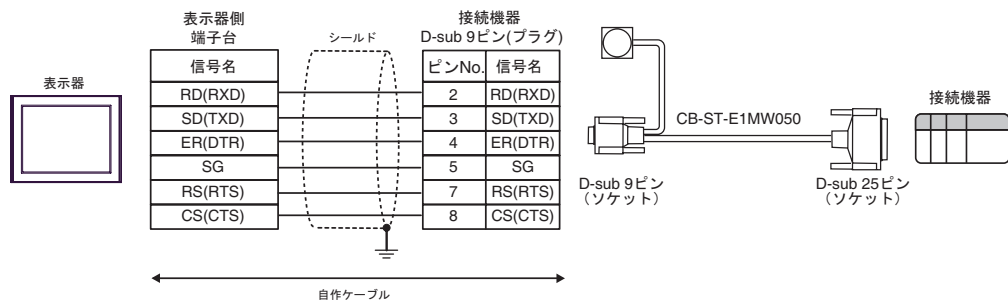 表示器
表示器側
端子台
シールド
接続機器
D-sub 9ピン(プラグ)
信号名
ピンNo. 信号名
RD(RXD) 2 RD(RXD)
SD(TXD) 3 SD(TXD)
ER(DTR) 4 ER(DTR)
SG 5 SG
RS(RTS) 7 RS(RTS)
CS(CTS) 8 CS(CTS)
自作ケーブル
CB-ST-E1MW050
D-sub 9ピン
（ソケット）
D-sub 25ピン
（ソケット）
接続機器